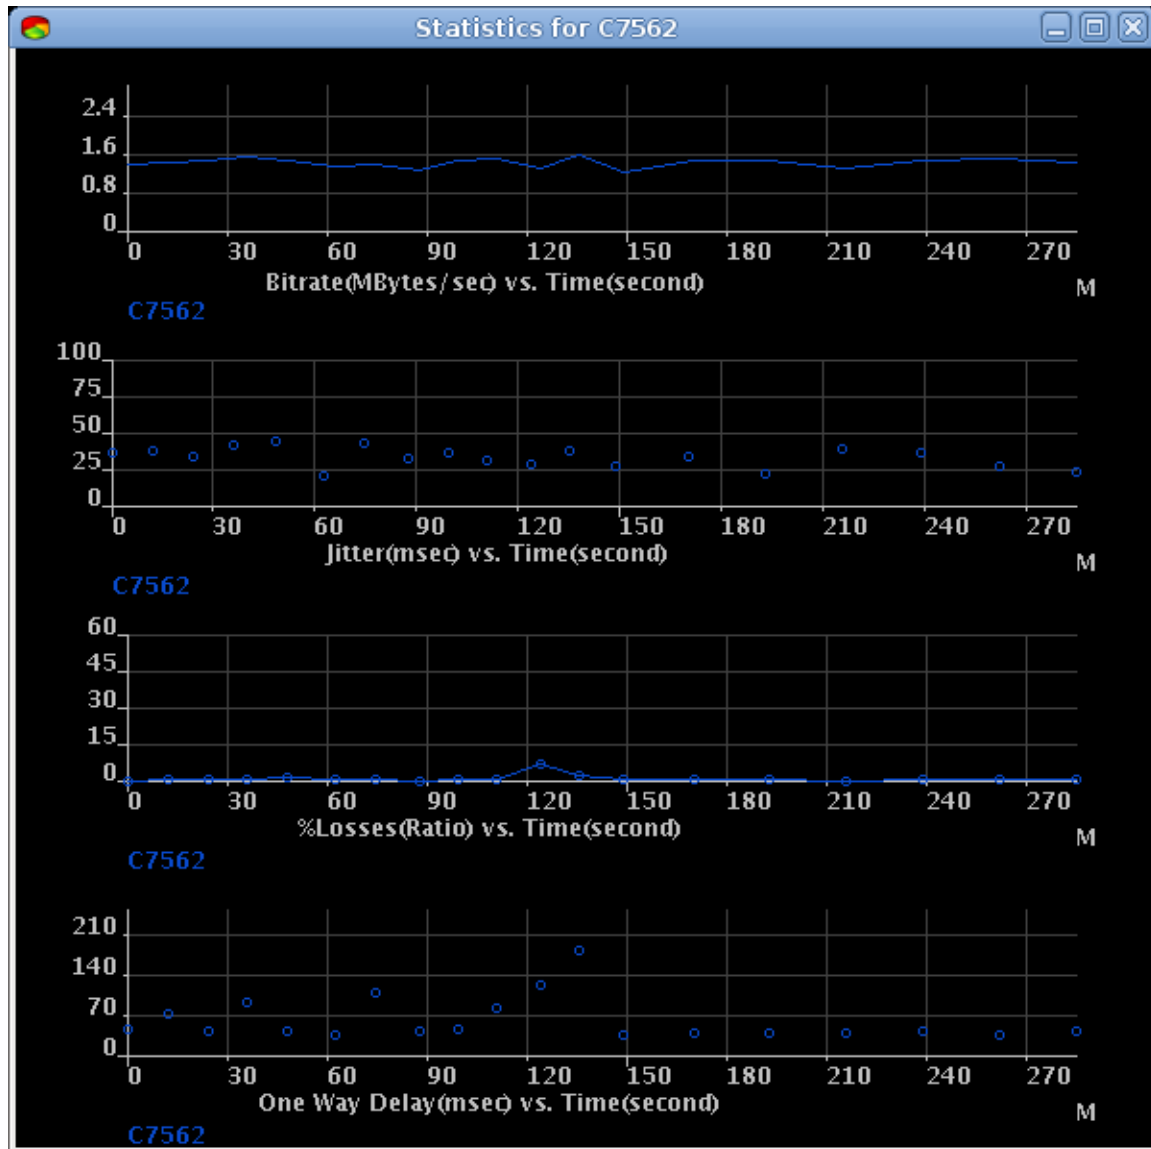 Statistics for C7562
2.4
1.6
0.8
0
0 30 60 90 120 150 180 210 240 270
Bitrate(MBytes/sec) vs. Time(second)
M
C7562
100
75
50
25
0
0 30 60 90 120 150 180 210 240 270
Jitter(msec) vs. Time(second)
M
C7562
60
45
30
15
0
0 30 60 90 120 150 180 210 240 270
%Losses(Ratio) vs. Time(second)
M
C7562
210
140
70
0
0 30 60 90 120 150 180 210 240 270
One Way Delay(msec) vs. Time(second)
M
C7562